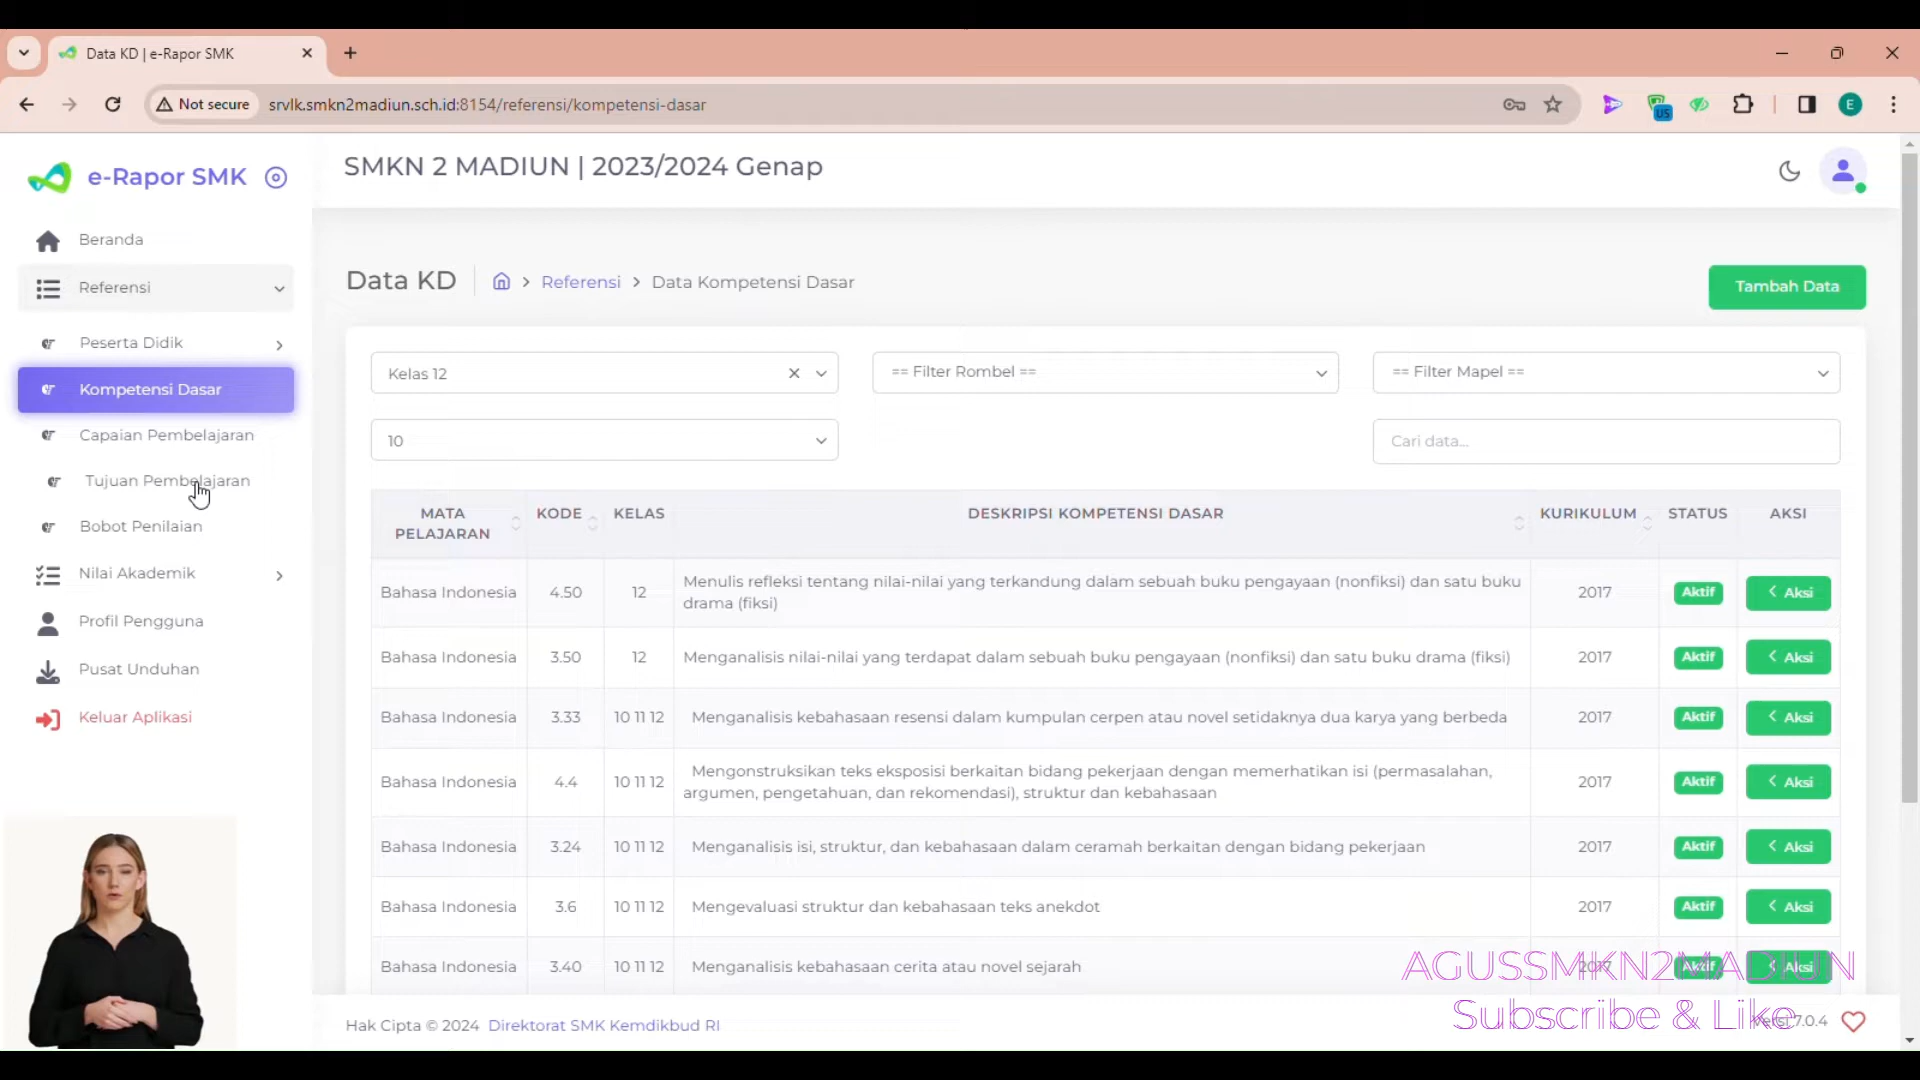 Data KD | e-Rapor SMK
Not secure
srvlk.smkn2madiun.sch.id:8154/referensi/kompetensi-dasar
US
E
e-Rapor SMK
SMKN 2 MADIUN | 2023/2024 Genap
Beranda
Referensi
Peserta Didik
Kompetensi Dasar
Capaian Pembelajaran
Tujuan Pembelajaran
Bobot Penilaian
Nilai Akademik
Profil Pengguna
Pusat Unduhan
Keluar Aplikasi
Data KD
Referensi
Data Kompetensi Dasar
Tambah Data
Kelas 12
== Filter Rombel ==
== Filter Mapel ==
10
Cari data...
MATA PELAJARAN KODE KELAS DESKRIPSI KOMPETENSI DASAR KURIKULUM STATUS AKSI
Bahasa Indonesia 4.50 12 Menulis refleksi tentang nilai-nilai yang terkandung dalam sebuah buku pengayaan (nonfiksi) dan satu buku
drama (fiksi) 2017 Aktif Aksi
Bahasa Indonesia 3.50 12 Menganalisis nilai-nilai yang terdapat dalam sebuah buku pengayaan (nonfiksi) dan satu buku drama (fiksi) 2017 Aktif Aksi
Bahasa Indonesia 3.33 10 11 12 Menganalisis kebahasaan resensi dalam kumpulan cerpen atau novel setidaknya dua karya yang berbeda 2017 Aktif Aksi
Bahasa Indonesia 4.4 10 11 12 Mengonstruksikan teks eksposisi berkaitan bidang pekerjaan dengan memerhatikan isi (permasalahan,
argumen, pengetahuan, dan rekomendasi), struktur dan kebahasaan 2017 Aktif Aksi
Bahasa Indonesia 3.24 10 11 12 Menganalisis isi, struktur, dan kebahasaan dalam ceramah berkaitan dengan bidang pekerjaan 2017 Aktif Aksi
Bahasa Indonesia 3.6 10 11 12 Mengevaluasi struktur dan kebahasaan teks anekdot 2017 Aktif Aksi
Bahasa Indonesia 3.40 10 11 12 Menganalisis kebahasaan cerita atau novel sejarah 2017 Aktif Aksi
AGUSSMKN2MADIUN
Subscribe & Like
Hak Cipta © 2024 Direktorat SMK Kemdikbud RI
Versi 7.0.4